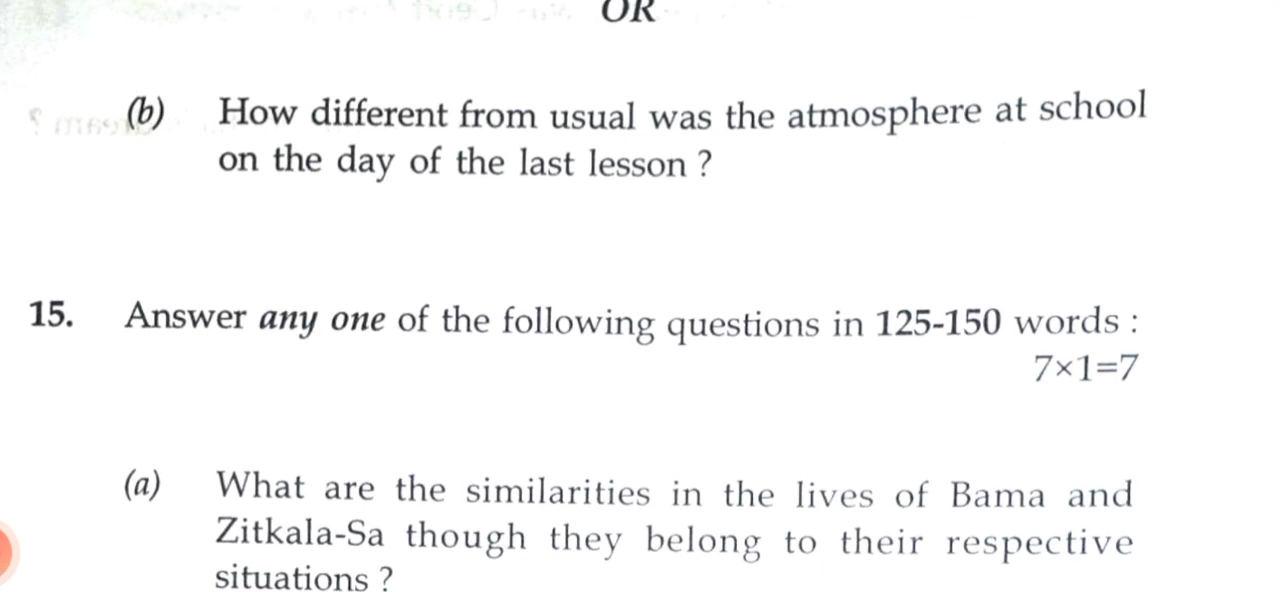 OR
(b) How different from usual was the atmosphere at school
on the day of the last lesson ?
15. Answer any one of the following questions in 125-150 words :
7×1=7
(a) What are the similarities in the lives of Bama and
Zitkala-Sa though they belong to their respective
situations ?